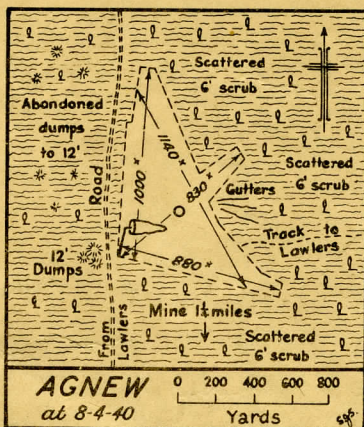 Scattered
6' scrub
Abandoned
dumps
to 12'
Road
1140 x
1000 x
830 x
Scattered
6' scrub
Gutters
Track to
Lawlers
12'
Dumps
880 x
From
Lawlers
Mine 1½ miles
Scattered
6' scrub
AGNEW
at 8-4-40
0 200 400 600 800
Yards